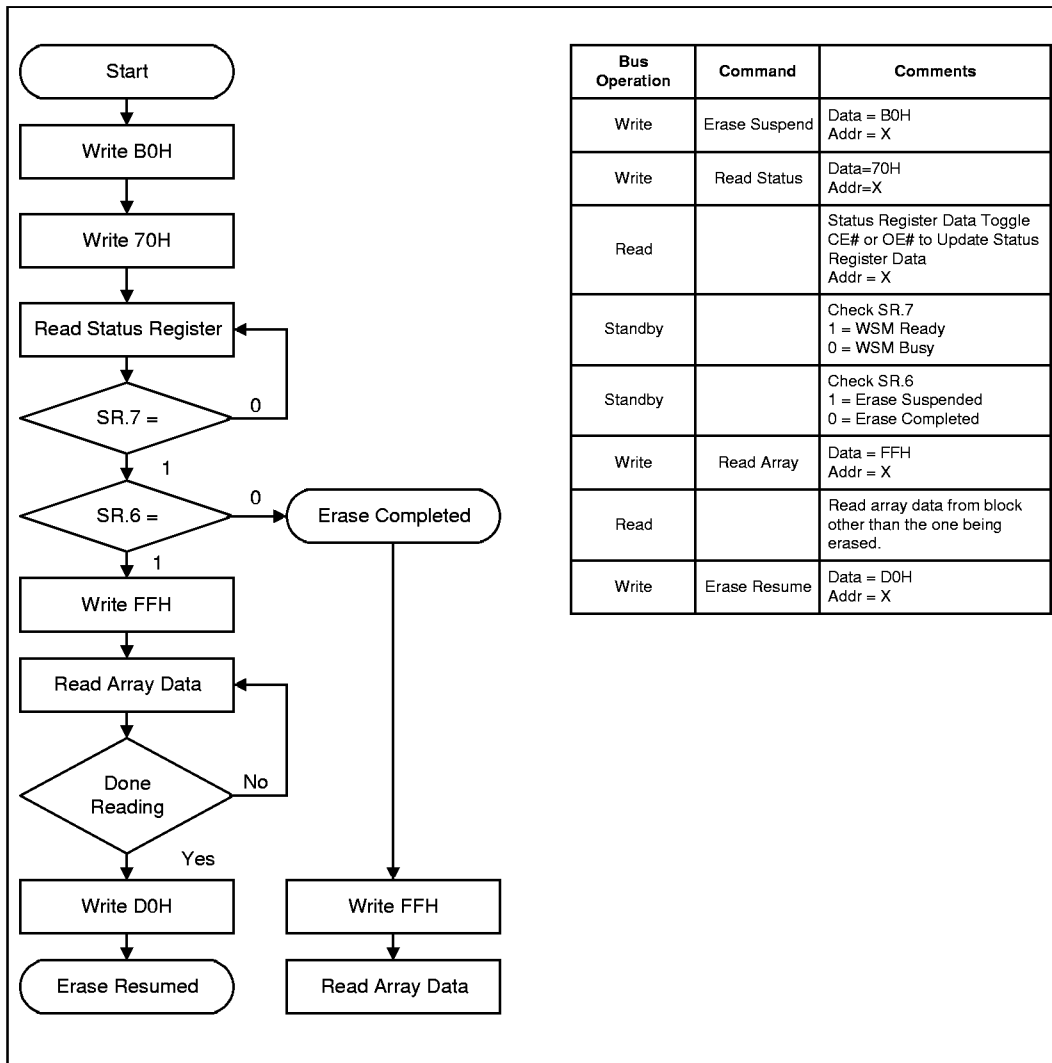 Start
Write B0H
Write 70H
Read Status Register
SR.7 =
0
1
SR.6 =
0
Erase Completed
1
Write FFH
Read Array Data
Done
Reading
No
Yes
Write D0H
Write FFH
Erase Resumed
Read Array Data
Bus
Operation
Command
Comments
Write
Erase Suspend
Data = B0H
Addr = X
Write
Read Status
Data=70H
Addr=X
Read
Status Register Data Toggle
CE# or OE# to Update Status
Register Data
Addr = X
Standby
Check SR.7
1 = WSM Ready
0 = WSM Busy
Standby
Check SR.6
1 = Erase Suspended
0 = Erase Completed
Write
Read Array
Data = FFH
Addr = X
Read
Read array data from block
other than the one being
erased.
Write
Erase Resume
Data = D0H
Addr = X